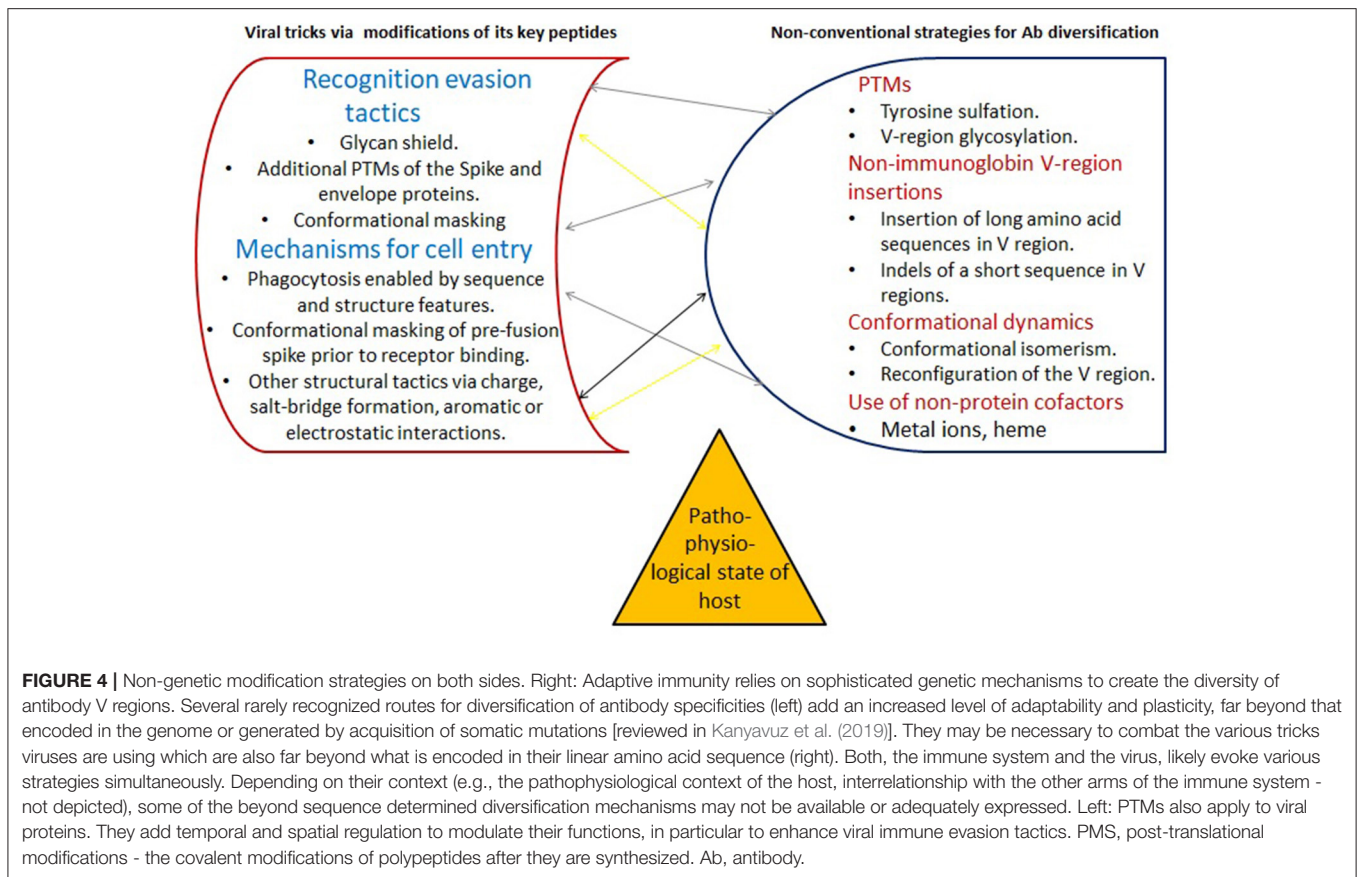 Viral tricks via modifications of its key peptides
Recognition evasion
tactics
• Glycan shield.
• Additional PTMs of the Spike and
envelope proteins.
• Conformational masking
Mechanisms for cell entry
• Phagocytosis enabled by sequence
and structure features.
• Conformational masking of pre-fusion
spike prior to receptor binding.
• Other structural tactics via charge,
salt-bridge formation, aromatic or
electrostatic interactions.
Non-conventional strategies for Ab diversification
PTMs
• Tyrosine sulfation.
• V-region glycosylation.
Non-immunoglobin V-region
insertions
• Insertion of long amino acid
sequences in V region.
• Indels of a short sequence in V
regions.
Conformational dynamics
• Conformational isomerism.
• Reconfiguration of the V region.
Use of non-protein cofactors
• Metal ions, heme
Patho-
physio-
logical state of
host
FIGURE 4 | Non-genetic modification strategies on both sides. Right: Adaptive immunity relies on sophisticated genetic mechanisms to create the diversity of
antibody V regions. Several rarely recognized routes for diversification of antibody specificities (left) add an increased level of adaptability and plasticity, far beyond that
encoded in the genome or generated by acquisition of somatic mutations [reviewed in Kanyavuz et al. (2019)]. They may be necessary to combat the various tricks
viruses are using which are also far beyond what is encoded in their linear amino acid sequence (right). Both, the immune system and the virus, likely evoke various
strategies simultaneously. Depending on their context (e.g., the pathophysiological context of the host, interrelationship with the other arms of the immune system -
not depicted), some of the beyond sequence determined diversification mechanisms may not be available or adequately expressed. Left: PTMs also apply to viral
proteins. They add temporal and spatial regulation to modulate their functions, in particular to enhance viral immune evasion tactics. PMS, post-translational
modifications - the covalent modifications of polypeptides after they are synthesized. Ab, antibody.